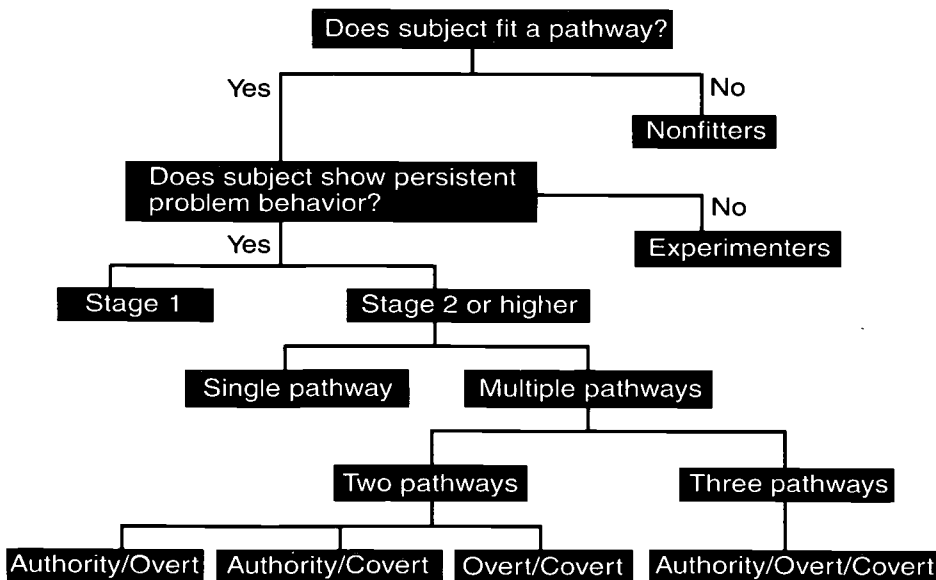 Does subject fit a pathway?
Yes
No
Nonfitters
Does subject show persistent
problem behavior?
No
Yes
Experimenters
Stage 1
Stage 2 or higher
Single pathway
Multiple pathways
Two pathways
Three pathways
Authority/Overt
Authority/Covert
Overt/Covert
Authority/Overt/Covert